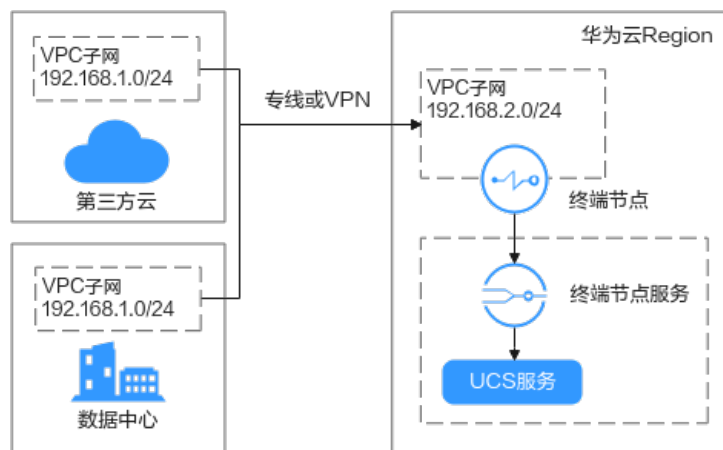 VPC子网
192.168.1.0/24
第三方云
VPC子网
192.168.1.0/24
数据中心
专线或VPN
华为云Region
VPC子网
192.168.2.0/24
终端节点
终端节点服务
UCS服务